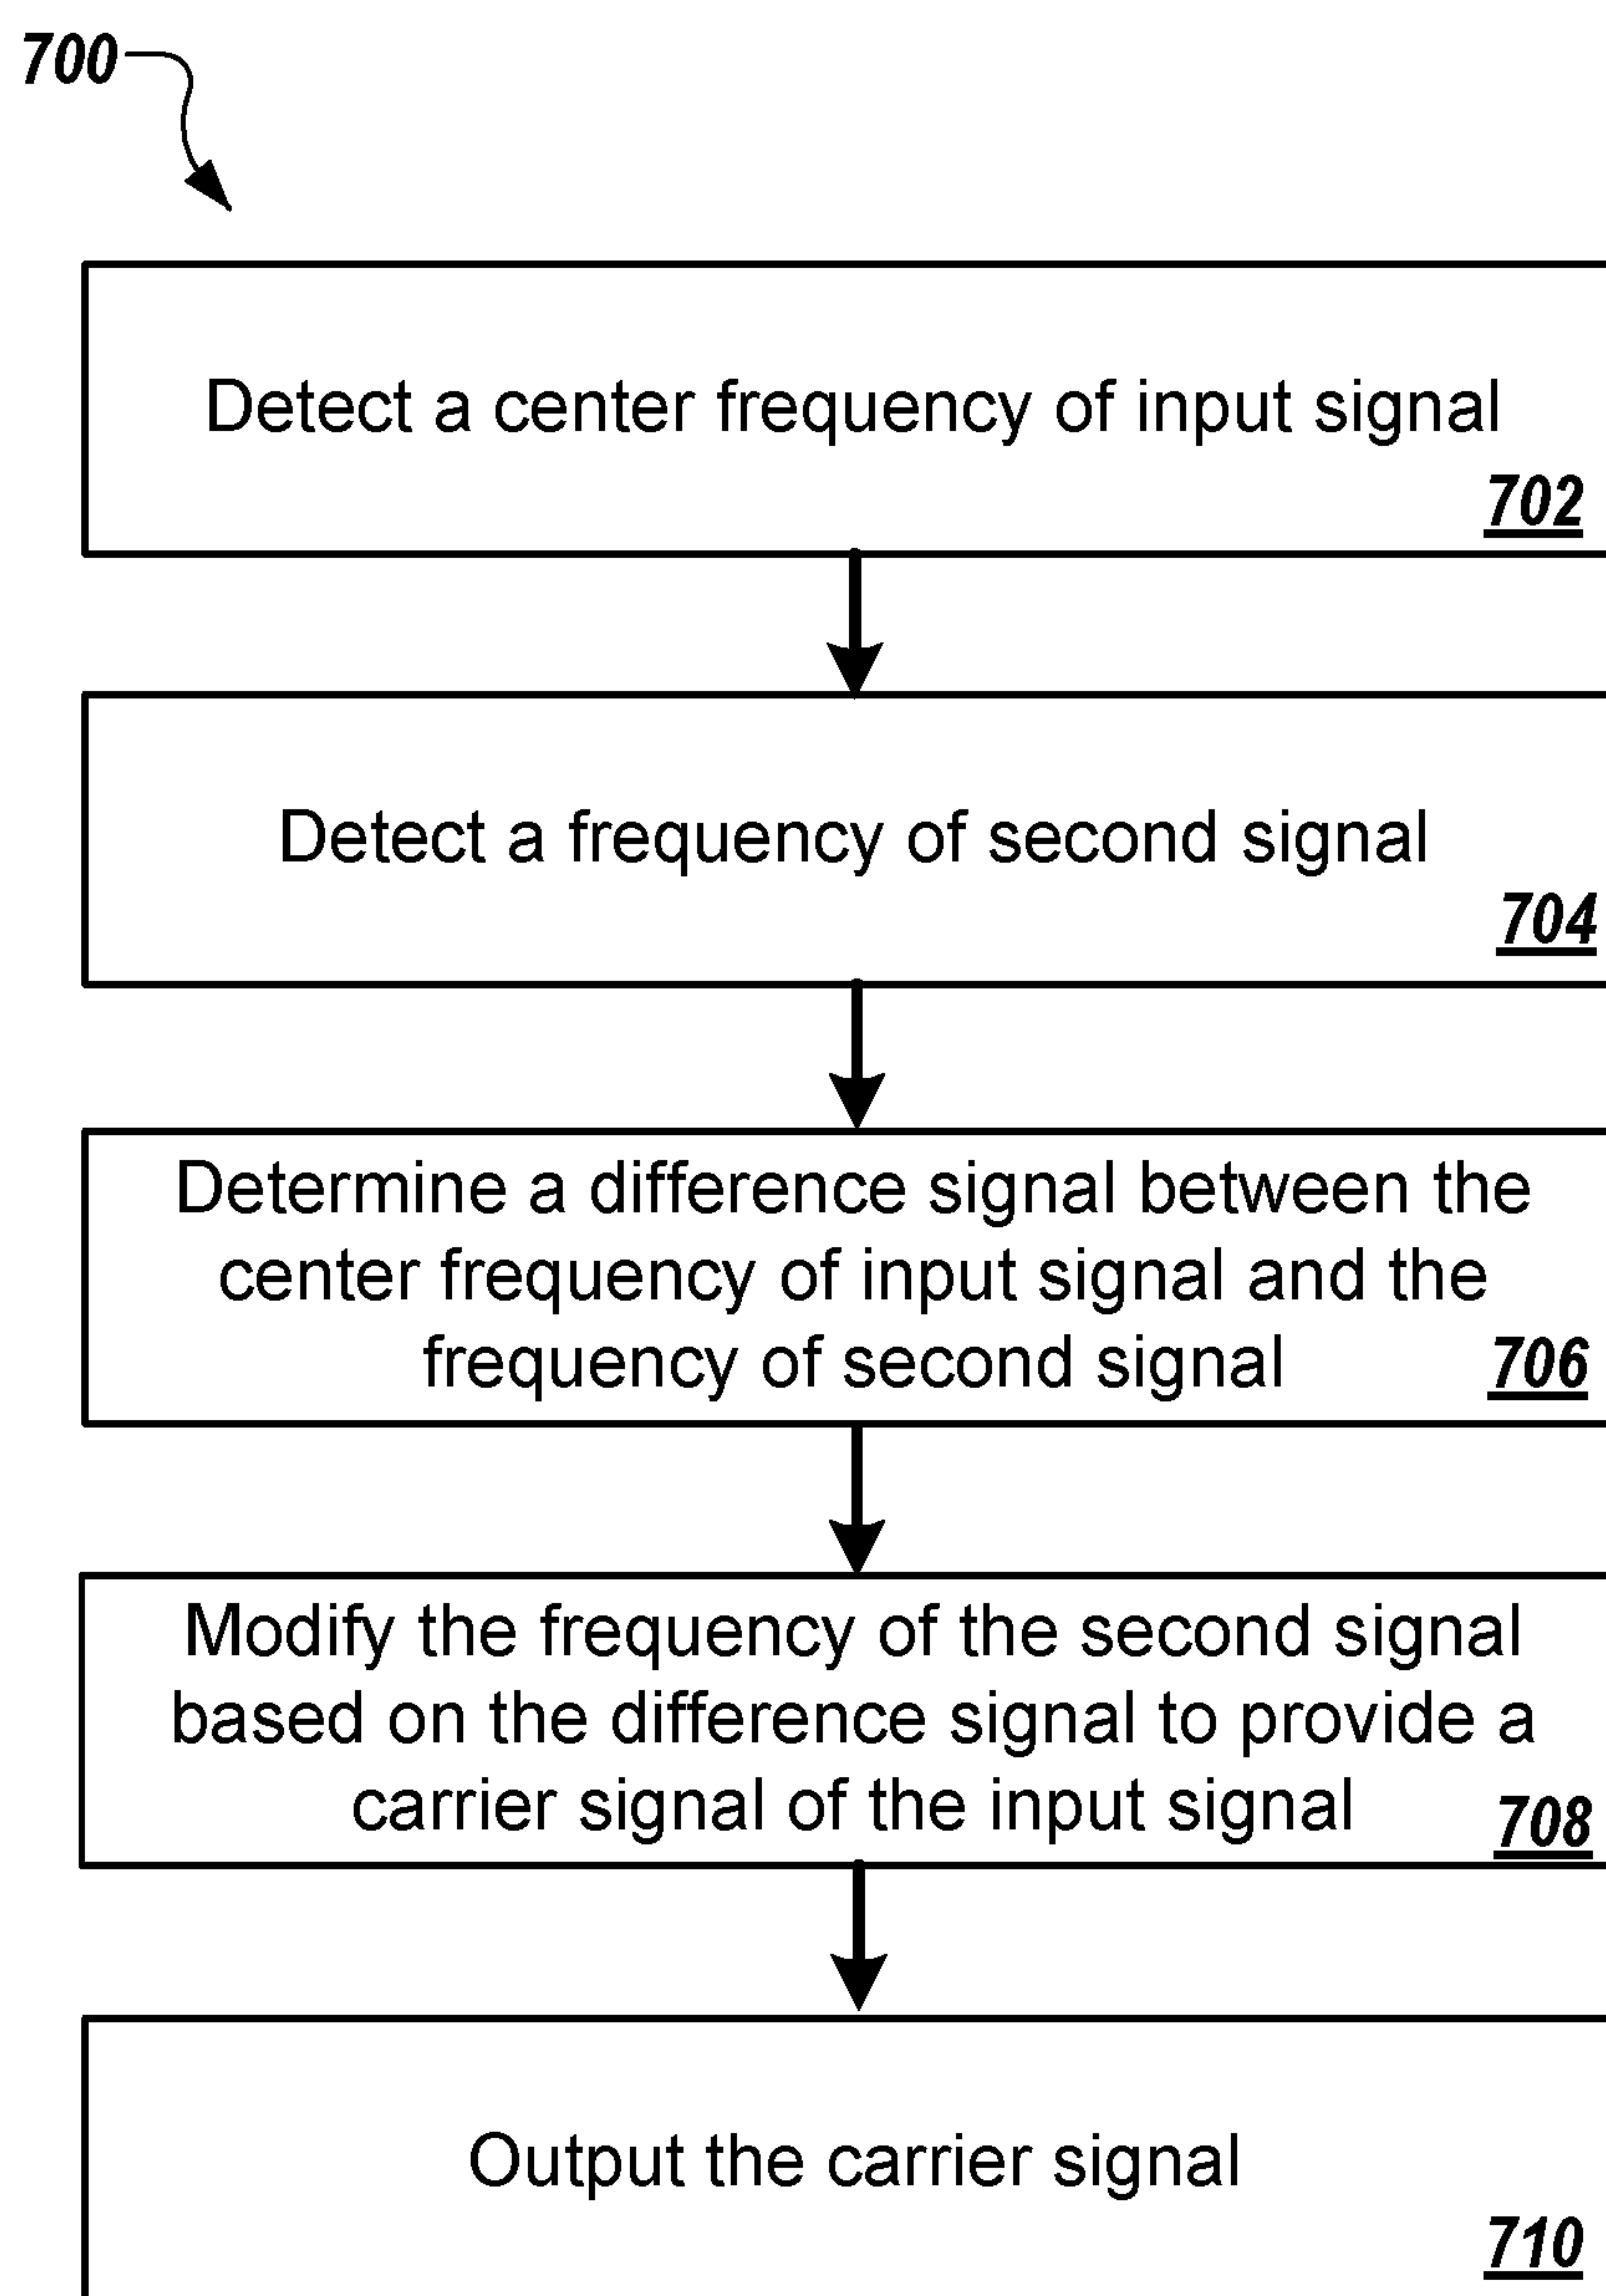 700
Detect a center frequency of input signal
702
Detect a frequency of second signal
704
Determine a difference signal between the
center frequency of input signal and the
frequency of second signal
706
Modify the frequency of the second signal
based on the difference signal to provide a
carrier signal of the input signal
708
Output the carrier signal
710